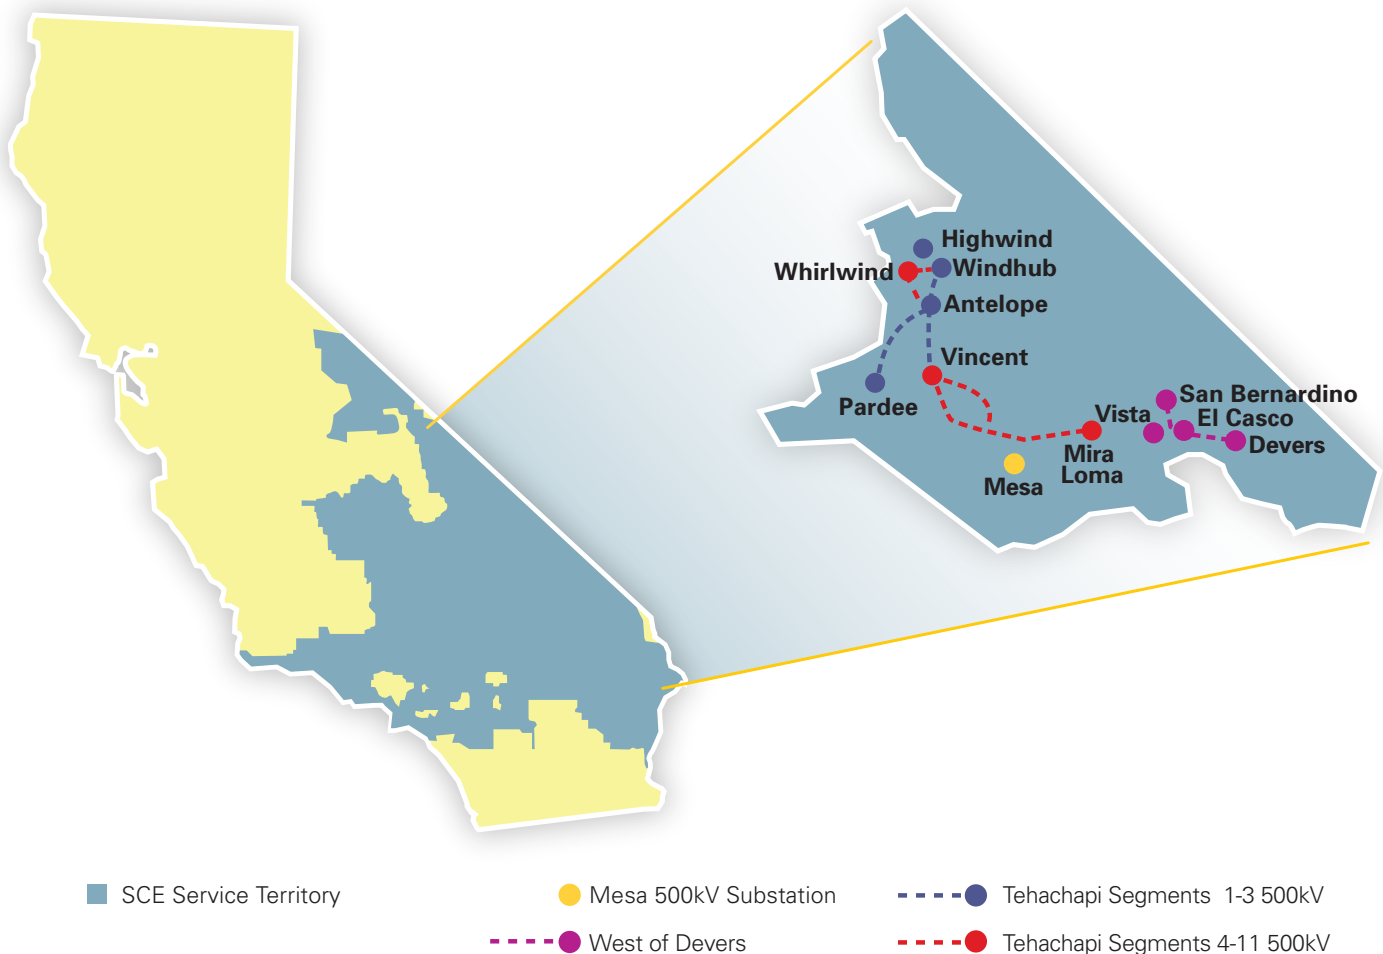 Highwind
Whirlwind
Windhub
Antelope
Vincent
Pardee
San Bernardino
Vista
El Casco
Devers
Mira
Loma
Mesa
SCE Service Territory
Mesa 500kV Substation
Tehachapi Segments 1-3 500kV
West of Devers
Tehachapi Segments 4-11 500kV